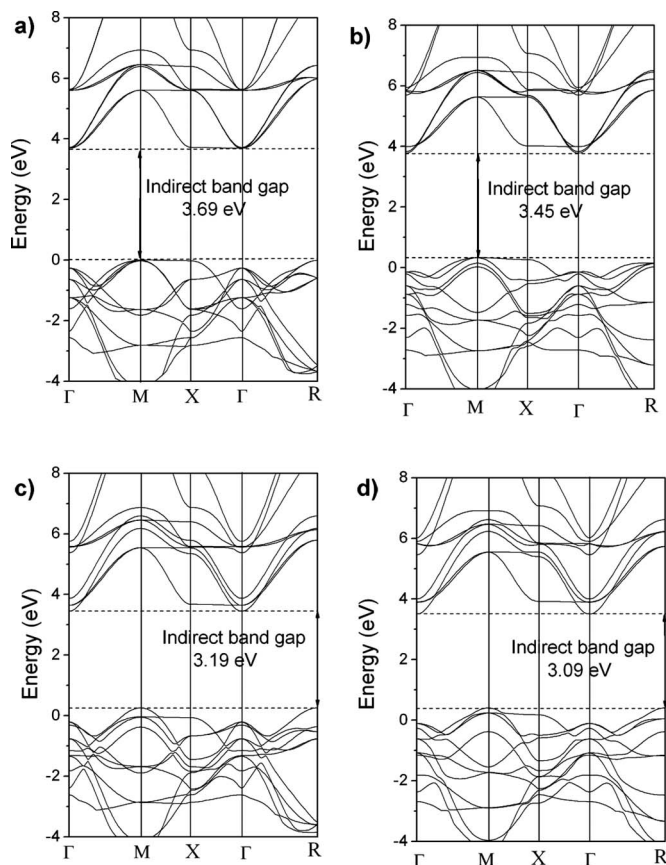 a)
Energy (eV)
8
6
4
2
0
-2
-4
Indirect band gap
3.69 eV
Γ M X Γ R
b)
Energy (eV)
8
6
4
2
0
-2
-4
Indirect band gap
3.45 eV
Γ M X Γ R
c)
Energy (eV)
8
6
4
2
0
-2
-4
Indirect band gap
3.19 eV
Γ M X Γ R
d)
Energy (eV)
8
6
4
2
0
-2
-4
Indirect band gap
3.09 eV
Γ M X Γ R